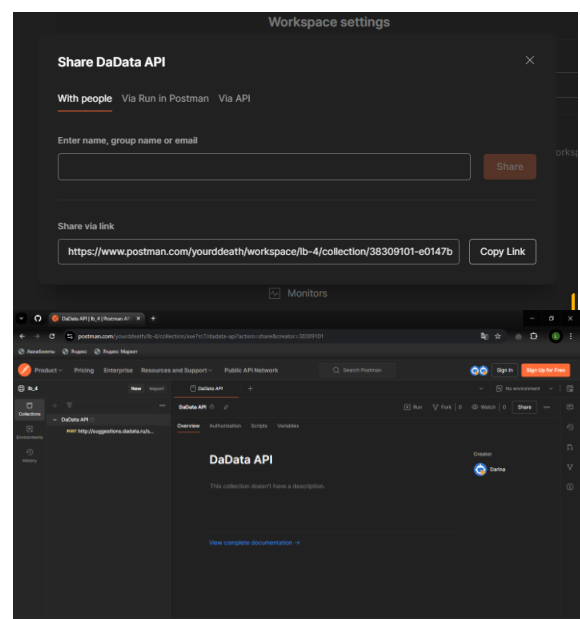 Workspace settings
Share DaData API
With people Via Run in Postman Via API
Enter name, group name or email
Share
Share via link
https://www.postman.com/yourddeath/workspace/lb-4/collection/38309101-e0147b Copy Link
Monitors
DaData API | lb_4 | Postman AP
Яндекс Яндекс Маркет
Product Pricing Enterprise Resources and Support Public API Network Search Postman Sign In Sign Up for Free
lb_4 New Import DaData API No environment
Collections
DaData API
DaData API Run Fork 0 Watch 0 Share
POST http://suggestions.dadata.ru/s...
Overview Authorization Scripts Variables
Environments
History
DaData API
Creator
Darina
This collection doesn't have a description.
View complete documentation →